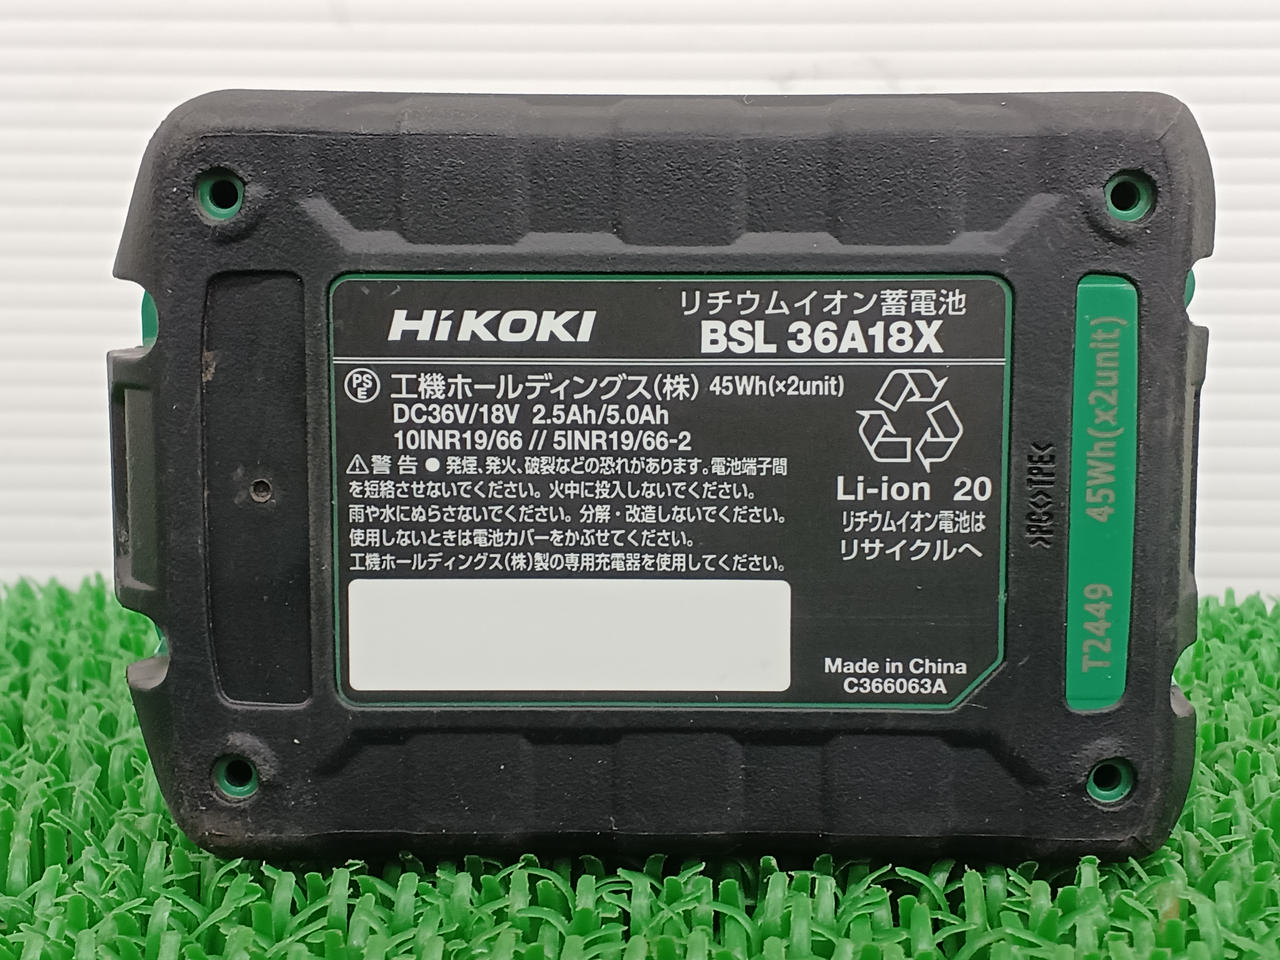 HiKOKI
リチウムイオン蓄電池
BSL 36A18X
PSE 工機ホールディングス(株) 45Wh(×2unit)
DC36V/18V 2.5Ah/5.0Ah
10INR19/66 // 5INR19/66-2
⚠警告 ● 発煙、発火、破裂などの恐れがあります。電池端子間
を短絡させないでください。火中に投入しないでください。
雨や水にぬらさないでください。分解・改造しないでください。
使用しないときは電池カバーをかぶせてください。
工機ホールディングス(株)製の専用充電器を使用してください。
Li-ion 20
リチウムイオン電池は
リサイクルへ
Made in China
C366063A
T2449 45Wh(x2unit)